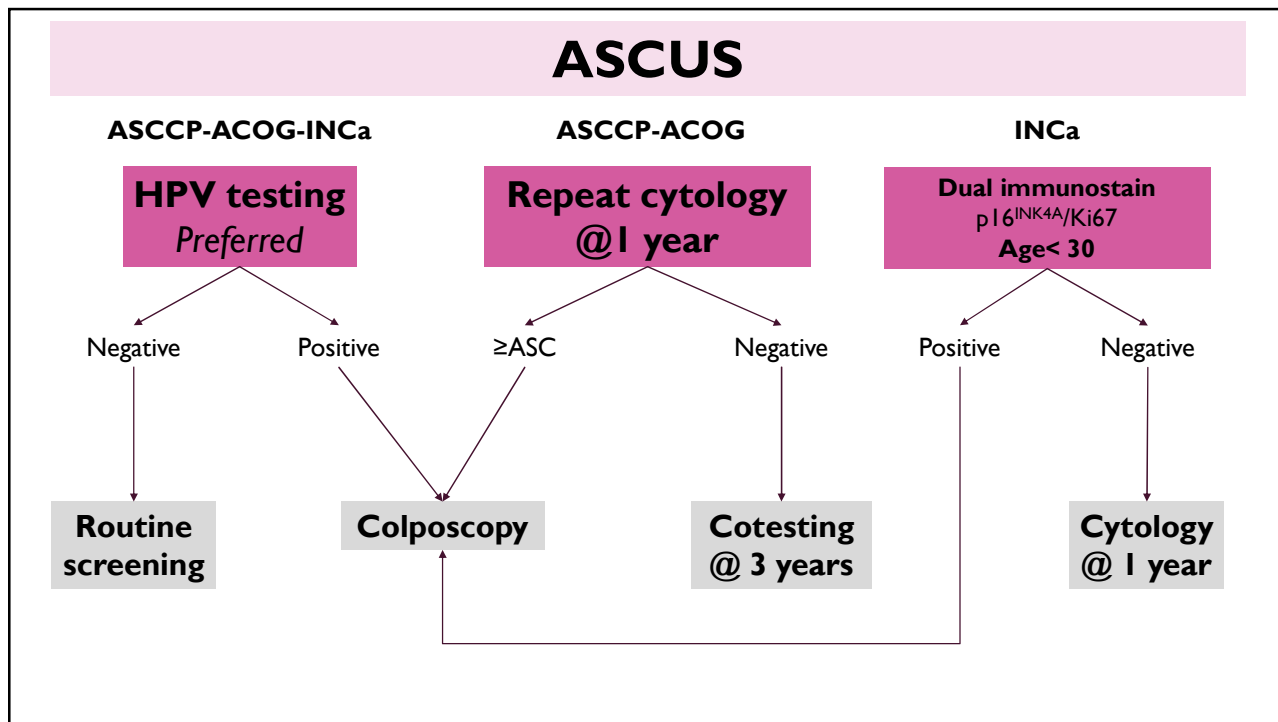 ASCUS
ASCCP-ACOG-INCa
ASCCP-ACOG
INCa
HPV testing
Preferred
Repeat cytology
@1 year
Dual immunostain
p16INK4A/Ki67
Age< 30
Negative
Positive
≥ASC
Negative
Positive
Negative
Routine
screening
Colposcopy
Cotesting
@ 3 years
Cytology
@ 1 year